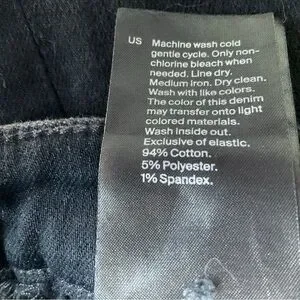 US Machine wash cold
gentle cycle. Only non-
chlorine bleach when
needed. Line dry.
Medium iron. Dry clean.
Wash with like colors.
The color of this denim
may transfer onto light
colored materials.
Wash inside out.
Exclusive of elastic.
94% Cotton.
5% Polyester.
1% Spandex.